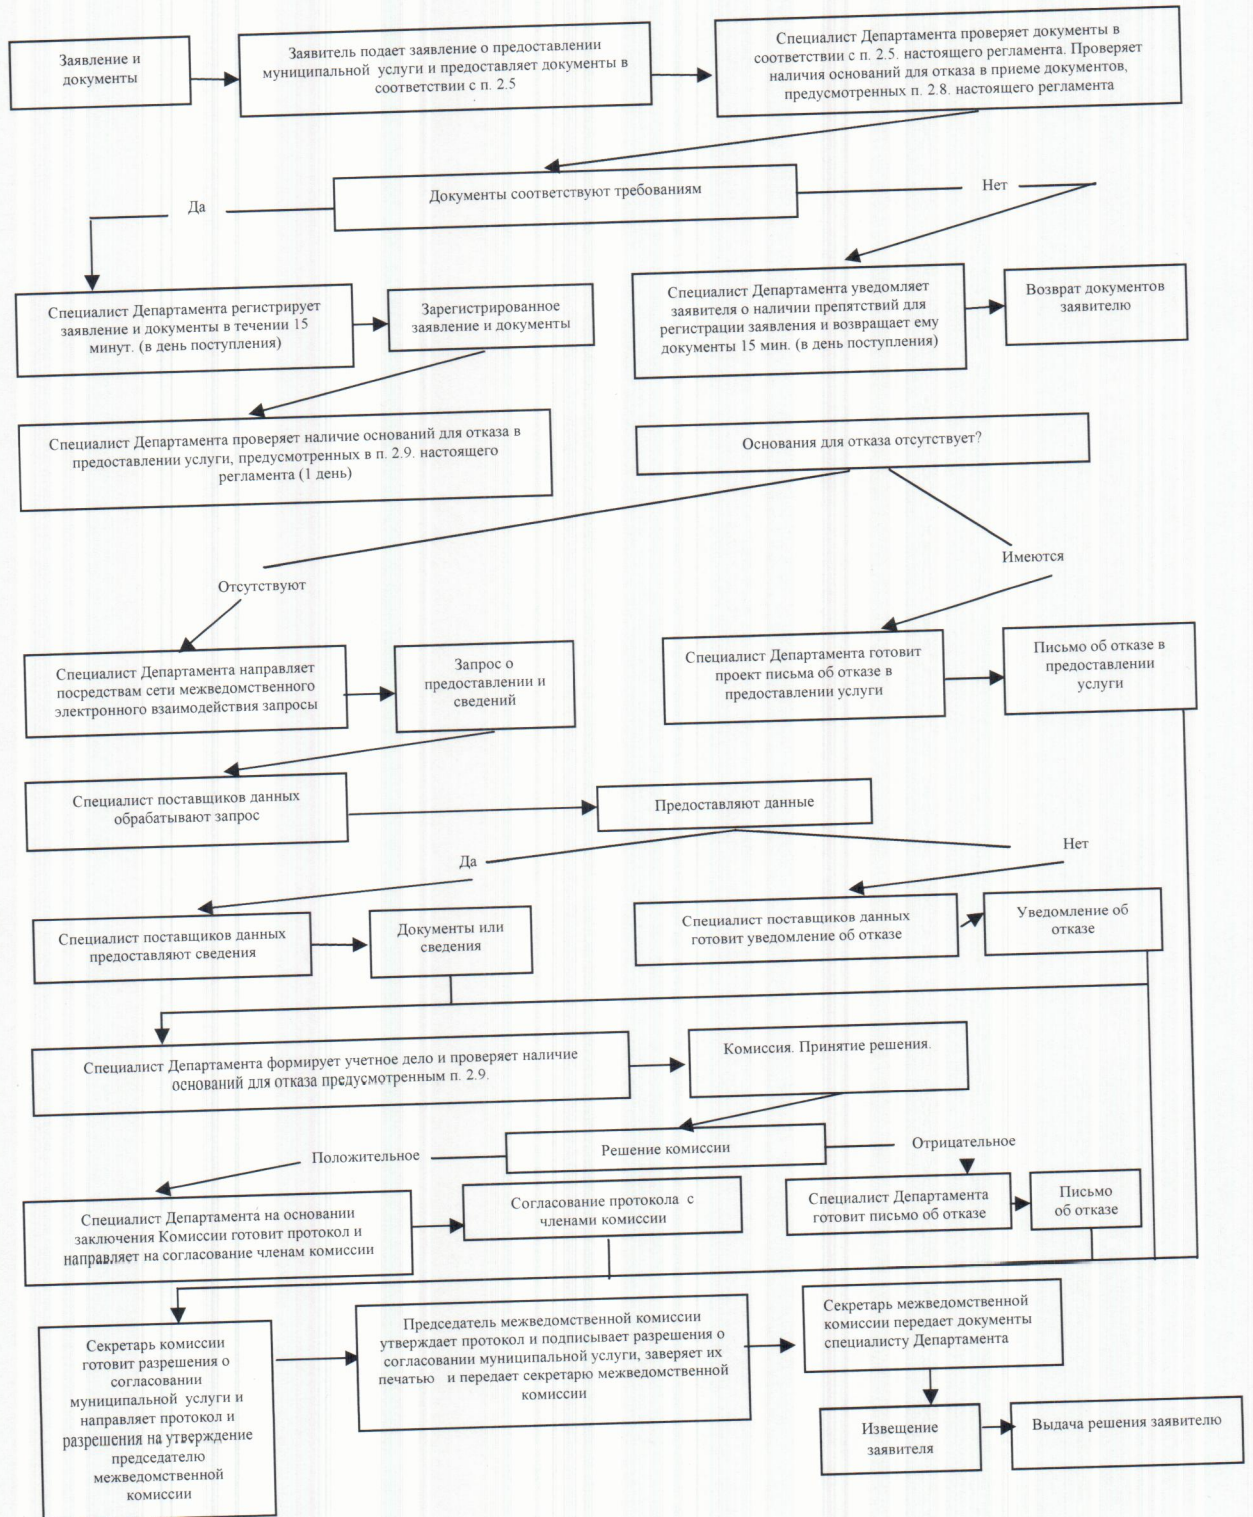 Заявление и
документы
Заявитель подает заявление о предоставлении
муниципальной услуги и предоставляет документы в
соответствии с п. 2.5
Специалист Департамента проверяет документы в
соответствии с п. 2.5. настоящего регламента. Проверяет
наличия оснований для отказа в приеме документов,
предусмотренных п. 2.8. настоящего регламента
Документы соответствуют требованиям
Да
Нет
Специалист Департамента регистрирует
заявление и документы в течении 15
минут. (в день поступления)
Зарегистрированное
заявление и документы
Специалист Департамента уведомляет
заявителя о наличии препятствий для
регистрации заявления и возвращает ему
документы 15 мин. (в день поступления)
Возврат документов
заявителю
Специалист Департамента проверяет наличие оснований для отказа в
предоставлении услуги, предусмотренных в п. 2.9. настоящего
регламента (1 день)
Основания для отказа отсутствует?
Отсутствуют
Имеются
Специалист Департамента направляет
посредствам сети межведомственного
электронного взаимодействия запросы
Запрос о
предоставлении и
сведений
Специалист Департамента готовит
проект письма об отказе в
предоставлении услуги
Письмо об отказе в
предоставлении
услуги
Специалист поставщиков данных
обрабатывают запрос
Предоставляют данные
Да
Нет
Специалист поставщиков данных
предоставляют сведения
Документы или
сведения
Специалист поставщиков данных
готовит уведомление об отказе
Уведомление об
отказе
Специалист Департамента формирует учетное дело и проверяет наличие
оснований для отказа предусмотренным п. 2.9.
Комиссия. Принятие решения.
Решение комиссии
Положительное
Отрицательное
Специалист Департамента на основании
заключения Комиссии готовит протокол и
направляет на согласование членам комиссии
Согласование протокола с
членами комиссии
Специалист Департамента
готовит письмо об отказе
Письмо
об отказе
Секретарь комиссии
готовит разрешения о
согласовании
муниципальной услуги и
направляет протокол и
разрешения на утверждение
председателю
межведомственной
комиссии
Председатель межведомственной комиссии
утверждает протокол и подписывает разрешения о
согласовании муниципальной услуги, заверяет их
печатью и передает секретарю межведомственной
комиссии
Секретарь межведомственной
комиссии передает документы
специалисту Департамента
Извещение
заявителя
Выдача решения заявителю